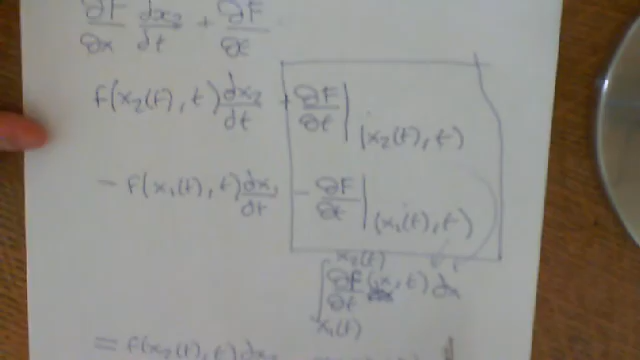 ∂F/∂x dx₂/dt + ∂F/∂t
f(x₂(t), t) dx₂/dt + ∂F/∂t |(x₂(t), t)
− f(x₁(t), t) dx₁/dt − ∂F/∂t |(x₁(t), t)
x₂(t)
∫ ∂F/∂t (x, t) dx
x₁(t)
= f(x₂(t), t) dx₂